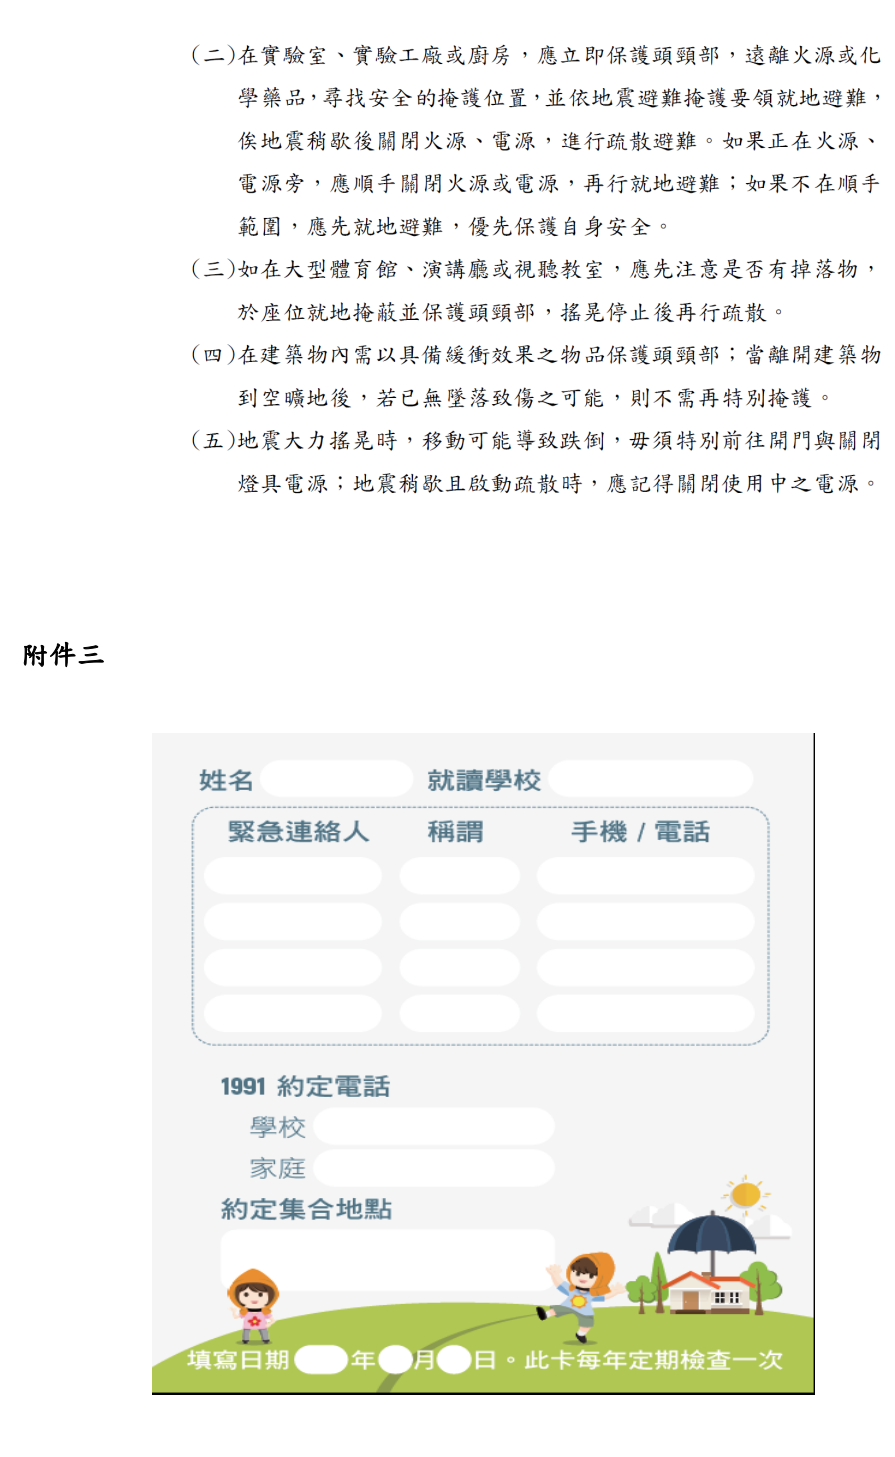 (二)在實驗室、實驗工廠或廚房，應立即保護頭頸部，遠離火源或化
學藥品，尋找安全的掩護位置，並依地震避難掩護要領就地避難，
俟地震稍歇後關閉火源、電源，進行疏散避難。如果正在火源、
電源旁，應順手關閉火源或電源，再行就地避難；如果不在順手
範圍，應先就地避難，優先保護自身安全。
(三)如在大型體育館、演講廳或視聽教室，應先注意是否有掉落物，
於座位就地掩蔽並保護頭頸部，搖晃停止後再行疏散。
(四)在建築物內需以具備緩衝效果之物品保護頭頸部；當離開建築物
到空曠地後，若已無墜落致傷之可能，則不需再特別掩護。
(五)地震大力搖晃時，移動可能導致跌倒，毋須特別前往開門與關閉
燈具電源；地震稍歇且啟動疏散時，應記得關閉使用中之電源。
附件三
姓名 就讀學校
緊急連絡人 稱謂 手機 / 電話
1991 約定電話
學校
家庭
約定集合地點
填寫日期 年 月 日。此卡每年定期檢查一次